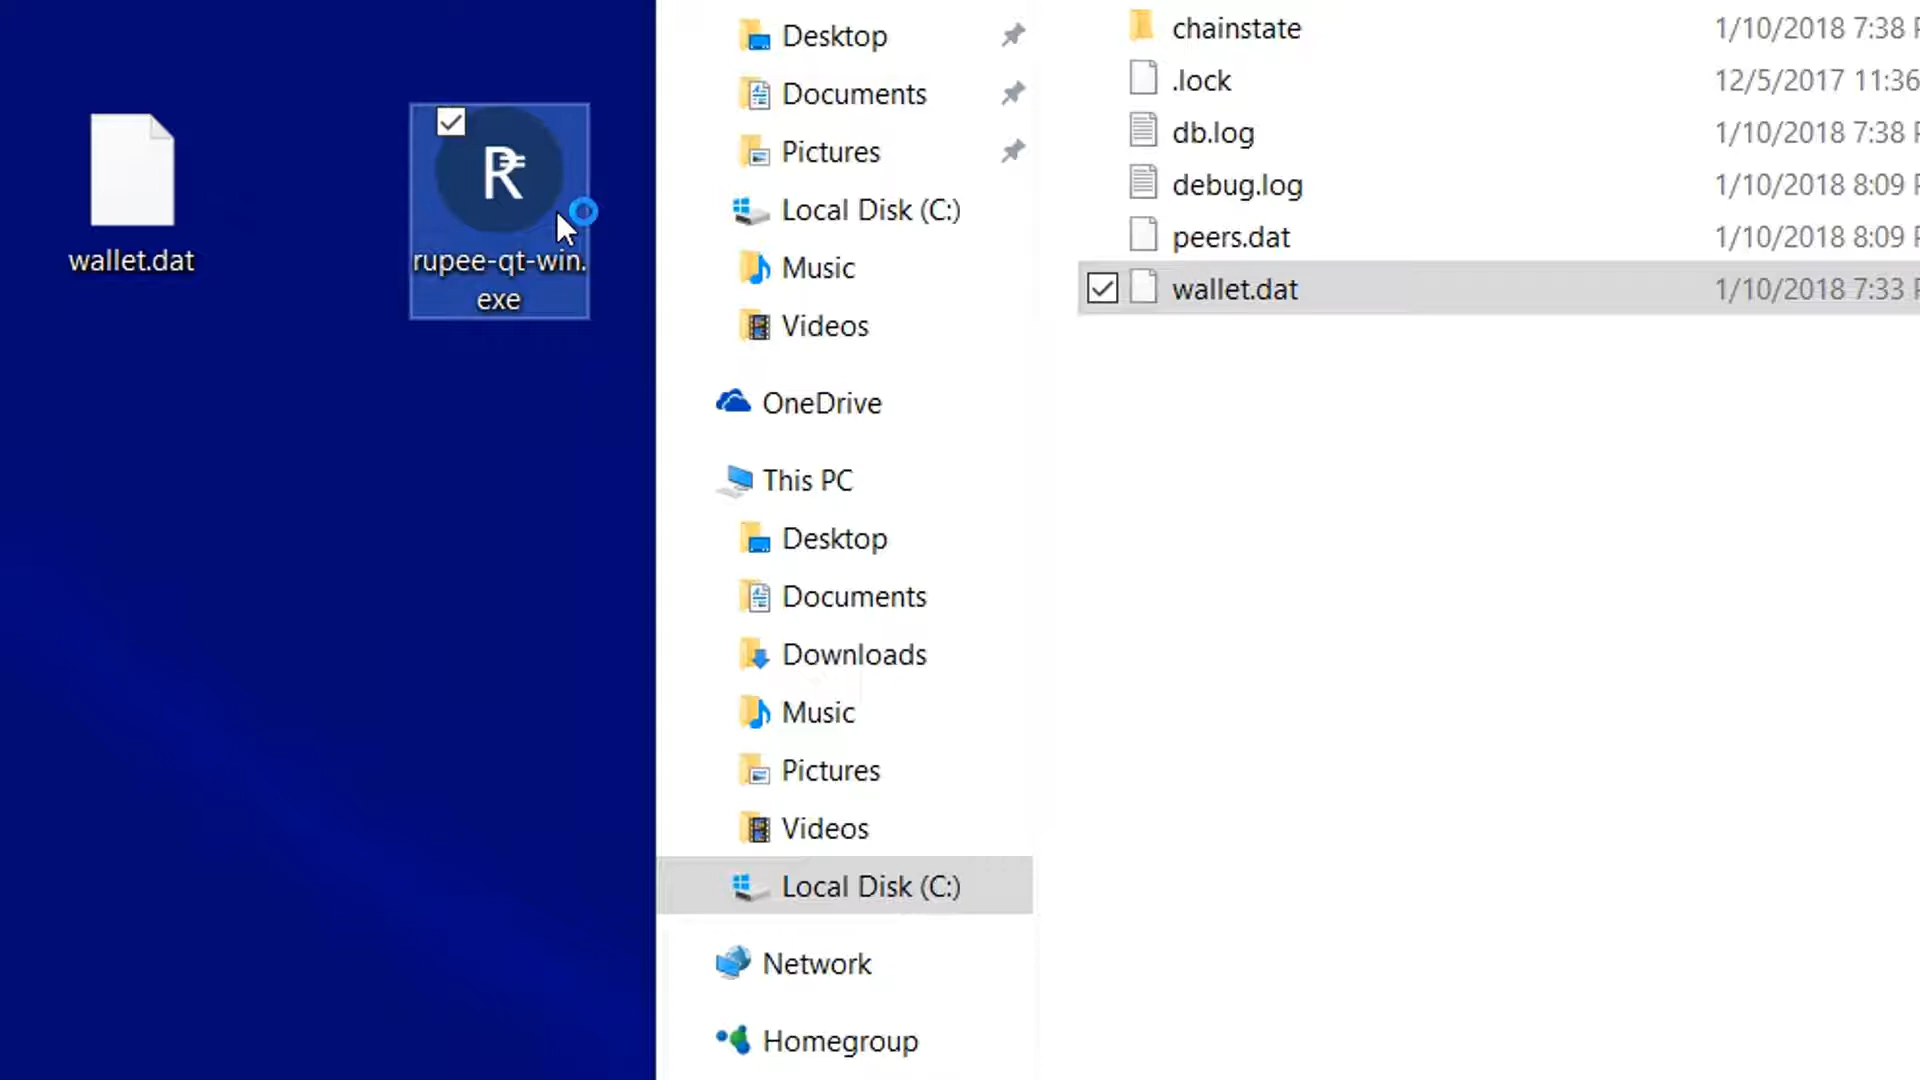 wallet.dat
rupee-qt-win.
exe
Desktop
Documents
Pictures
Local Disk (C:)
Music
Videos
OneDrive
This PC
Desktop
Documents
Downloads
Music
Pictures
Videos
Local Disk (C:)
Network
Homegroup
chainstate 1/10/2018 7:38 P
.lock 12/5/2017 11:36
db.log 1/10/2018 7:38 P
debug.log 1/10/2018 8:09 P
peers.dat 1/10/2018 8:09 P
wallet.dat 1/10/2018 7:33 P